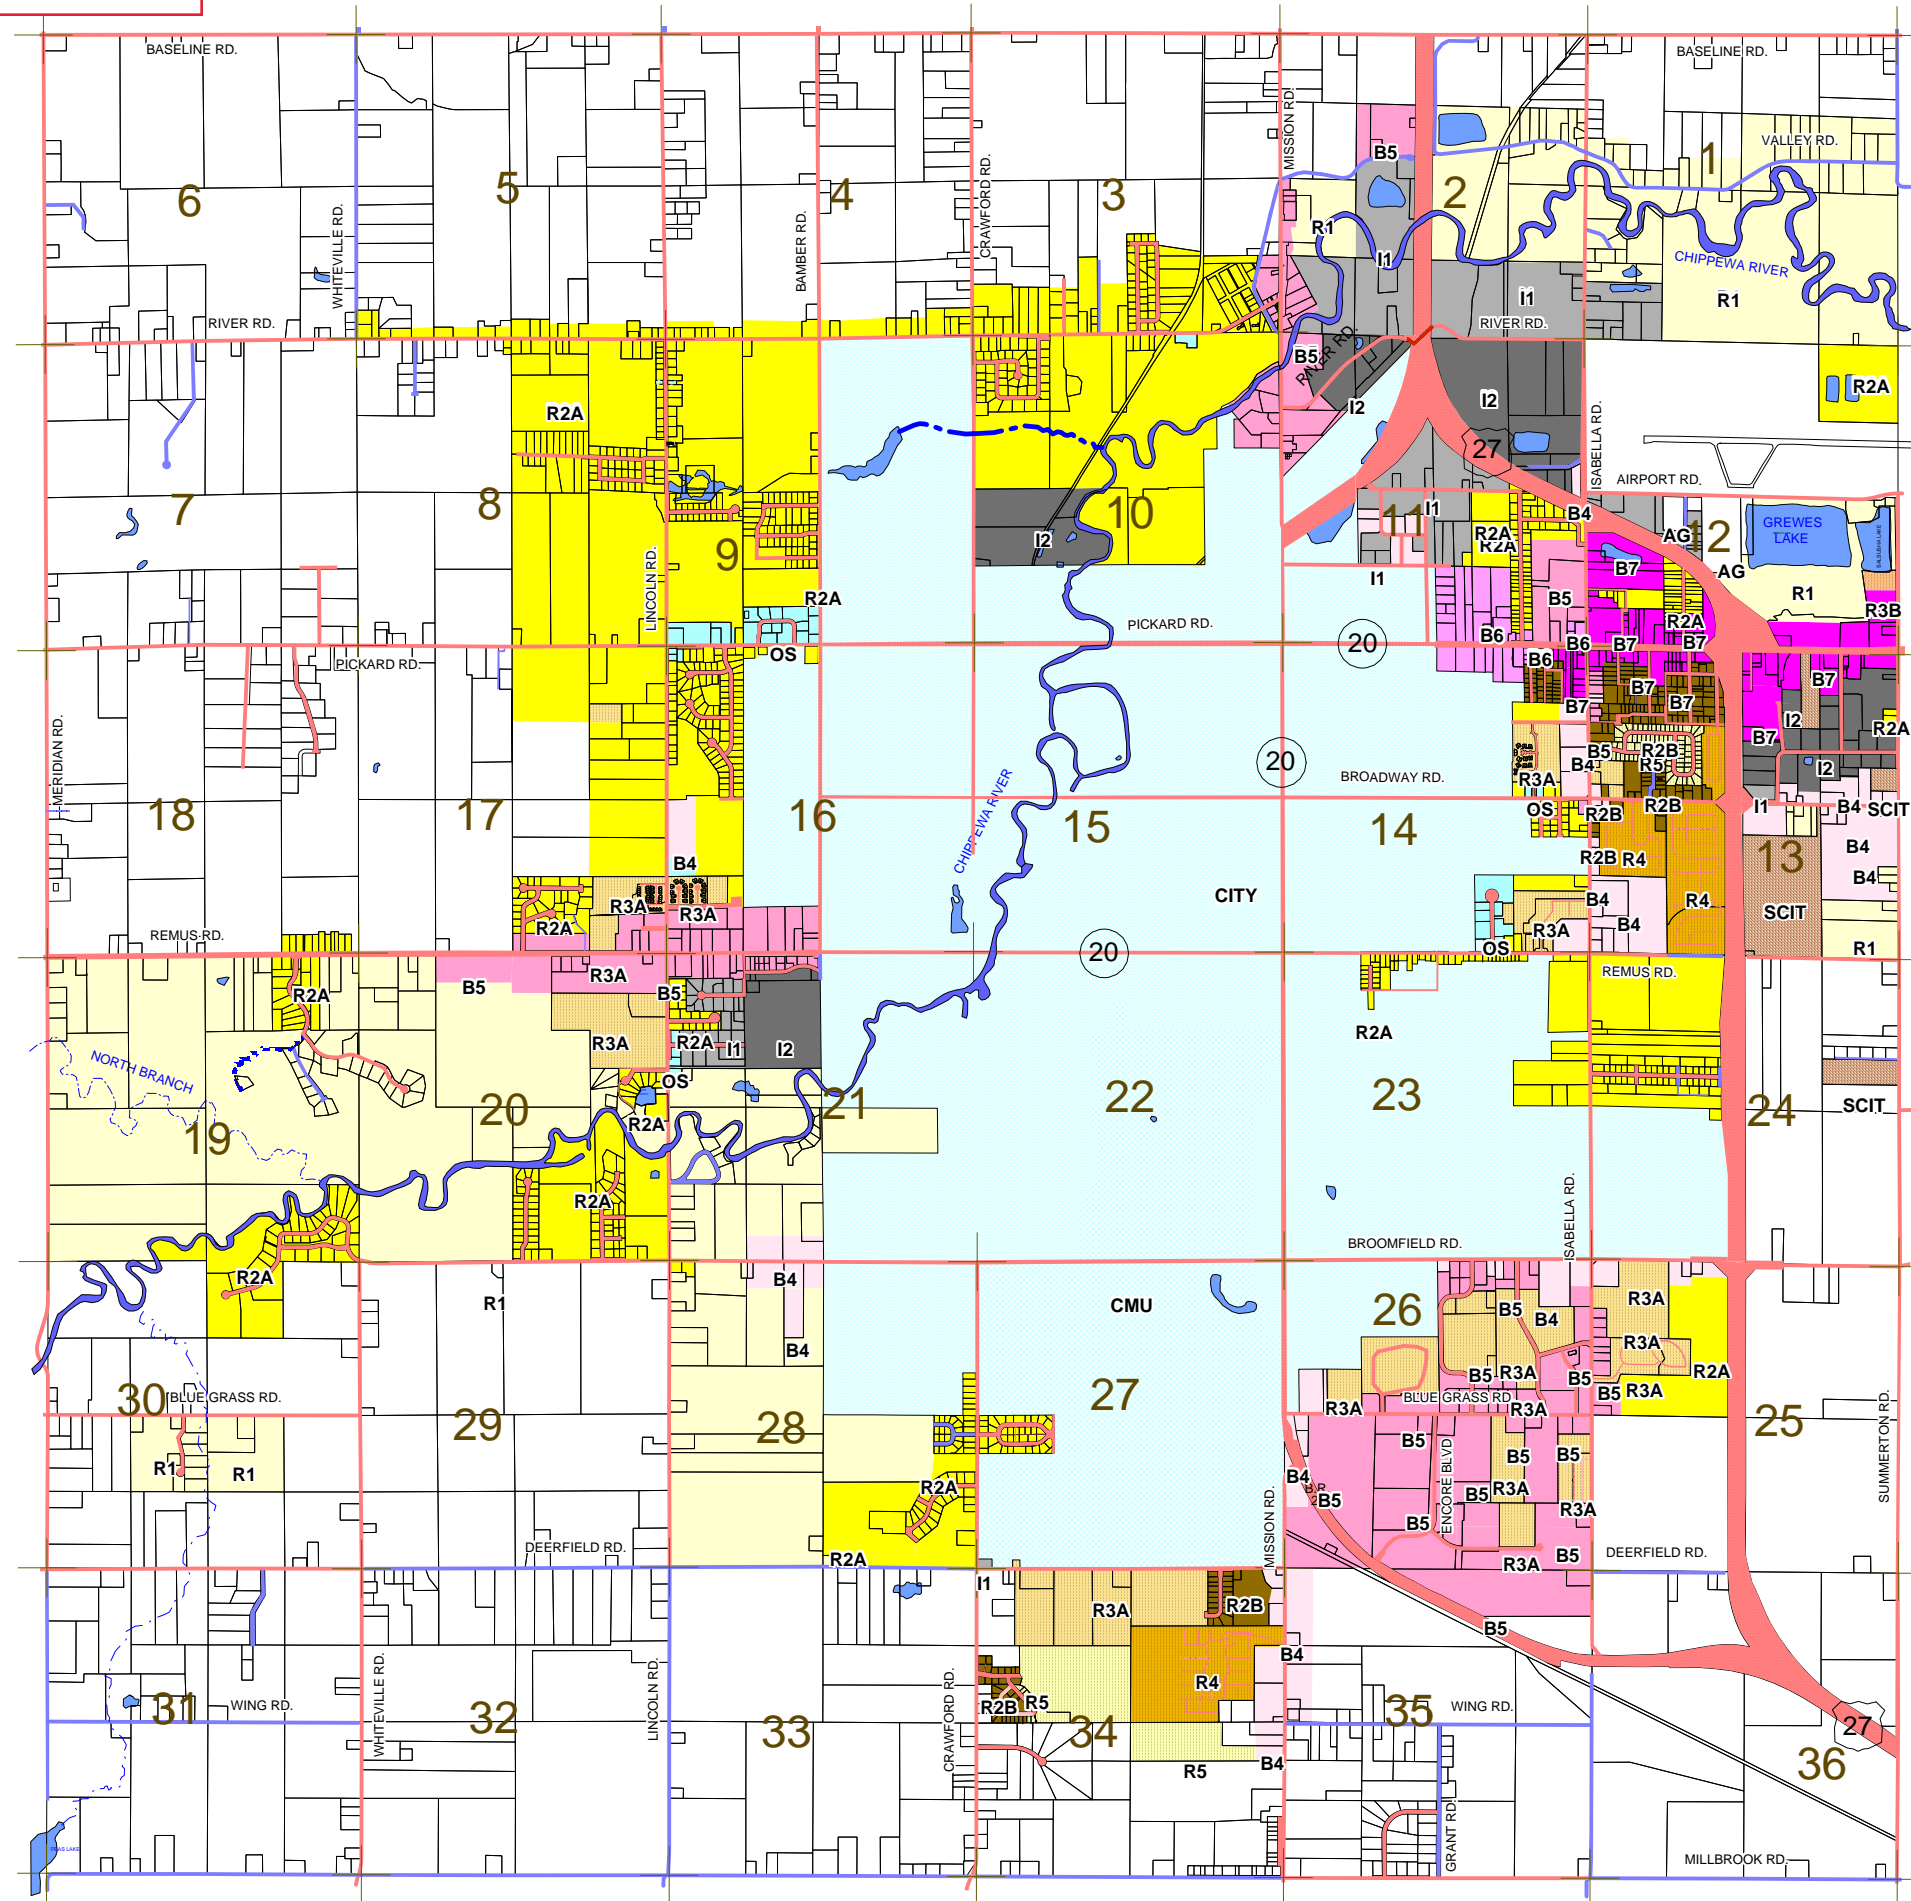 BASELINE RD.
BASELINE RD.
MISSION RD.
VALLEY RD.
B5
1
CRAWFORD RD.
6
5
4
3
2
WHITEVILLE RD.
BAMBER RD.
R1
I1
CHIPPEWA RIVER
I1
R1
RIVER RD.
RIVER RD.
B5
RIVER RD.
R2A
R2A
I2
I2
ISABELLA RD.
27
AIRPORT RD.
7
8
10
11
I1
B4
12
GREWES
LAKE
SALSUBHA LAKE
R2A
R2A
AG
AG
I2
9
LINCOLN RD.
B7
I1
R1
R2A
B5
R3B
R2A
PICKARD RD.
20
B6
B6
B7
B7
OS
PICKARD RD.
B6
B7
B7
B7
B7
MERIDIAN RD.
I2
R2A
B7
B5
R2B
R5
B4
20
BROADWAY RD.
R3A
I2
CHIPPEWA RIVER
18
17
16
15
14
OS
R2B
R2B
I1
B4
SCIT
R2B
R4
13
B4
B4
B4
CITY
R3A
R3A
R2A
B4
R4
SCIT
B4
R3A
REMUS RD.
20
OS
R1
REMUS RD.
R3A
B5
B5
R2A
R2A
R3A
R2A
I1
I2
NORTH BRANCH
OS
20
21
22
23
24
SCIT
R2A
19
R2A
ISABELLA RD.
BROOMFIELD RD.
R2A
B4
R1
CMU
26
B5
B4
R3A
R3A
B4
B5
R3A
B5
R2A
B5
R3A
30
BLUE GRASS RD.
27
BLUE GRASS RD
R3A
R3A
29
28
25
SUMMERTON RD.
B5
B5
B5
ENCORE BLVD
R1
R1
B4
R2A
B5
B5
R3A
R3A
MISSION RD.
B5
DEERFIELD RD.
R2A
B5
R3A
DEERFIELD RD.
I1
R3A
R2B
B5
B4
WHITEVILLE RD.
LINCOLN RD.
CRAWFORD RD.
R4
31
WING RD.
32
33
R2B
R5
34
35
WING RD.
27
36
R5
B4
GRANT RD.
MILLBROOK RD.